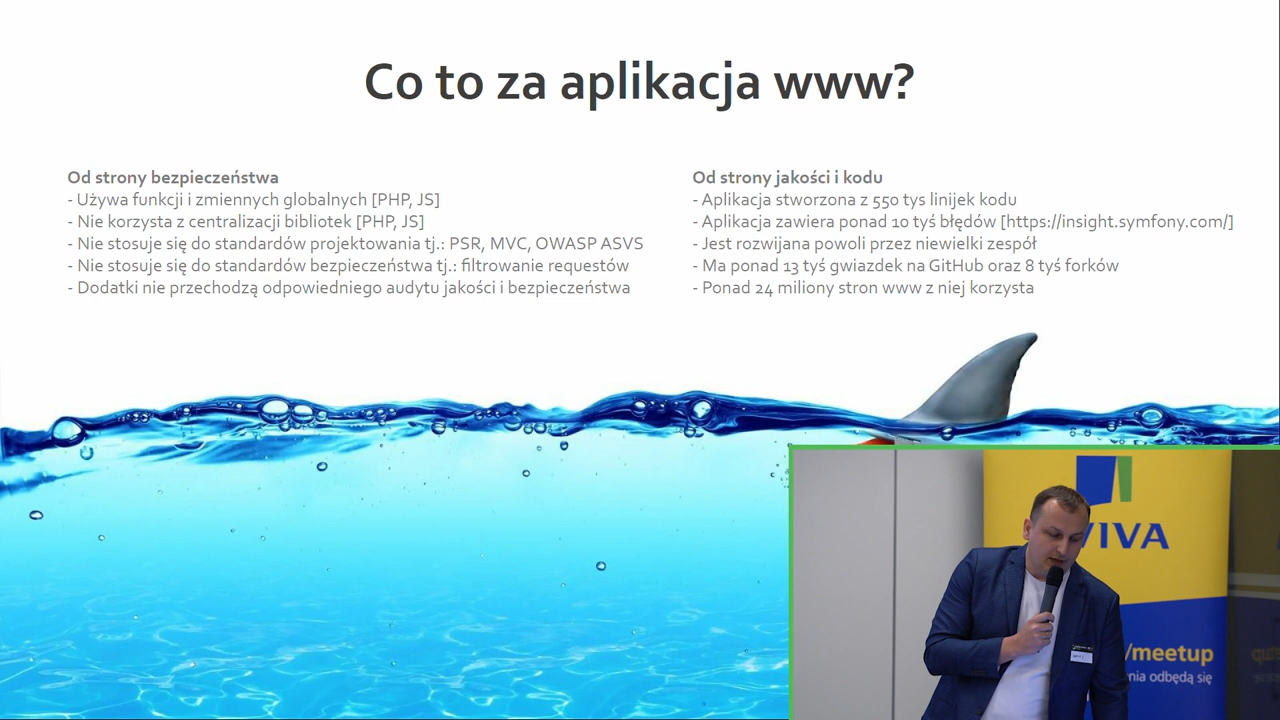 Co to za aplikacja www?
Od strony bezpieczeństwa
- Używa funkcji i zmiennych globalnych [PHP, JS]
- Nie korzysta z centralizacji bibliotek [PHP, JS]
- Nie stosuje się do standardów projektowania tj.: PSR, MVC, OWASP ASVS
- Nie stosuje się do standardów bezpieczeństwa tj.: filtrowanie requestów
- Dodatki nie przechodzą odpowiedniego audytu jakości i bezpieczeństwa
Od strony jakości i kodu
- Aplikacja stworzona z 550 tys linijek kodu
- Aplikacja zawiera ponad 10 tyś błędów [https://insight.symfony.com/]
- Jest rozwijana powoli przez niewielki zespół
- Ma ponad 13 tyś gwiazdek na GitHub oraz 8 tyś forków
- Ponad 24 miliony stron www z niej korzysta
VIVA
/meetup
nia odbędą się